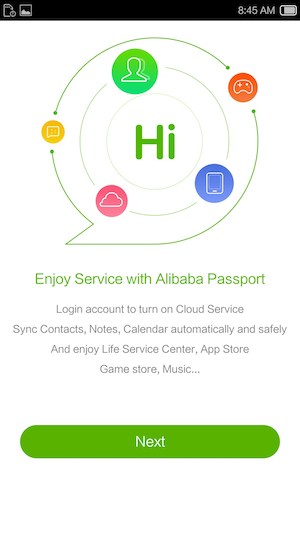 8:45 AM
Hi
Enjoy Service with Alibaba Passport
Login account to turn on Cloud Service
Sync Contacts, Notes, Calendar automatically and safely
And enjoy Life Service Center, App Store
Game store, Music...
Next